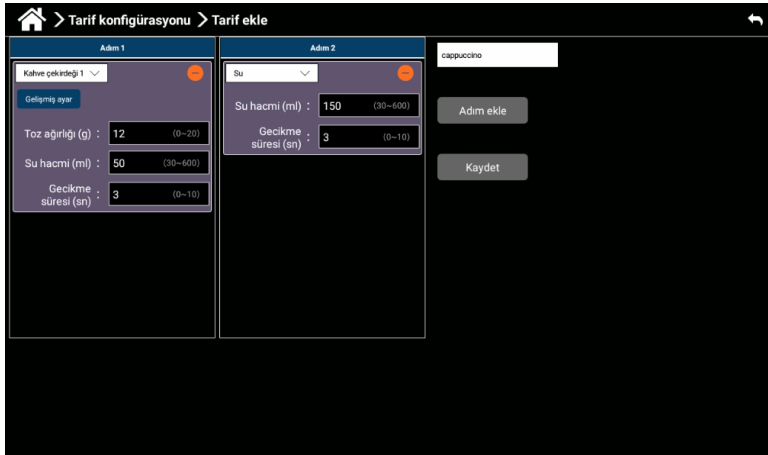 Tarif konfigürasyonu
Tarif ekle
Adım 1
Kahve çekirdeği 1
Gelişmiş ayar
Toz ağırlığı (g) : 12 (0~20)
Su hacmi (ml) : 50 (30~600)
Gecikme
süresi (sn) : 3 (0~10)
Adım 2
Su
Su hacmi (ml) : 150 (30~600)
Gecikme
süresi (sn) : 3 (0~10)
cappuccino
Adım ekle
Kaydet